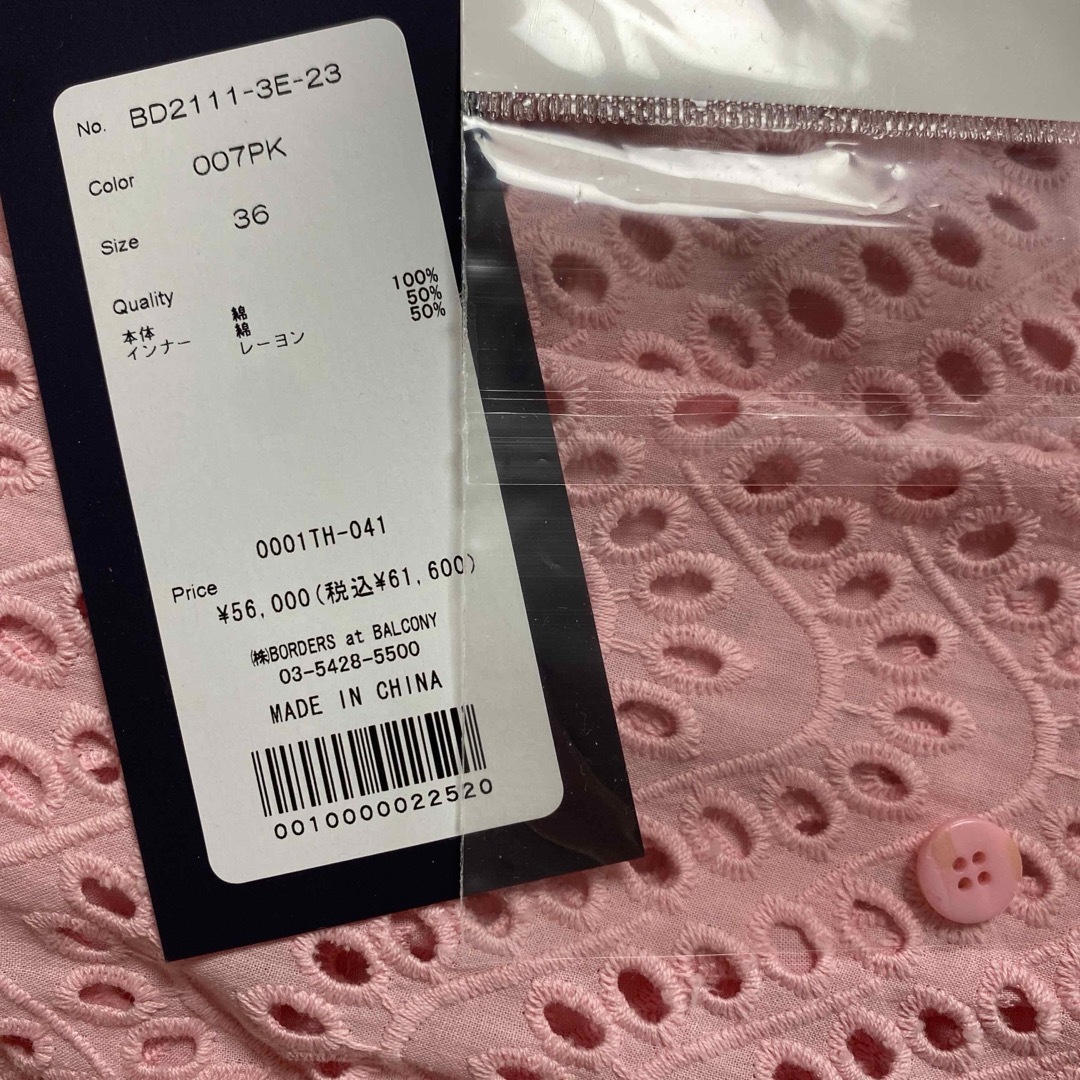 No. BD2111-3E-23
Color 007PK
Size 36
Quality
本体 綿 100%
インナー 綿 50%
レーヨン 50%
0001TH-041
Price ¥56,000(税込¥61,600)
㈱BORDERS at BALCONY
03-5428-5500
MADE IN CHINA
0010000022520